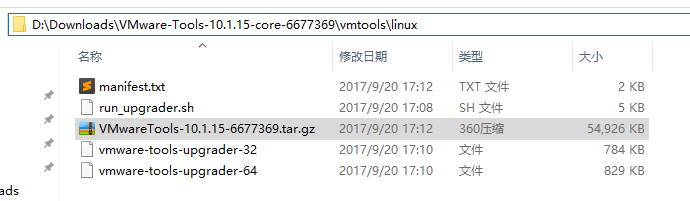 D:\Downloads\VMware-Tools-10.1.15-core-6677369\vmtools\linux
名称 修改日期 类型 大小
manifest.txt 2017/9/20 17:12 TXT 文件 2 KB
run_upgrader.sh 2017/9/20 17:08 SH 文件 5 KB
VMwareTools-10.1.15-6677369.tar.gz 2017/9/20 17:12 360压缩 54,926 KB
vmware-tools-upgrader-32 2017/9/20 17:10 文件 784 KB
vmware-tools-upgrader-64 2017/9/20 17:10 文件 829 KB
ads